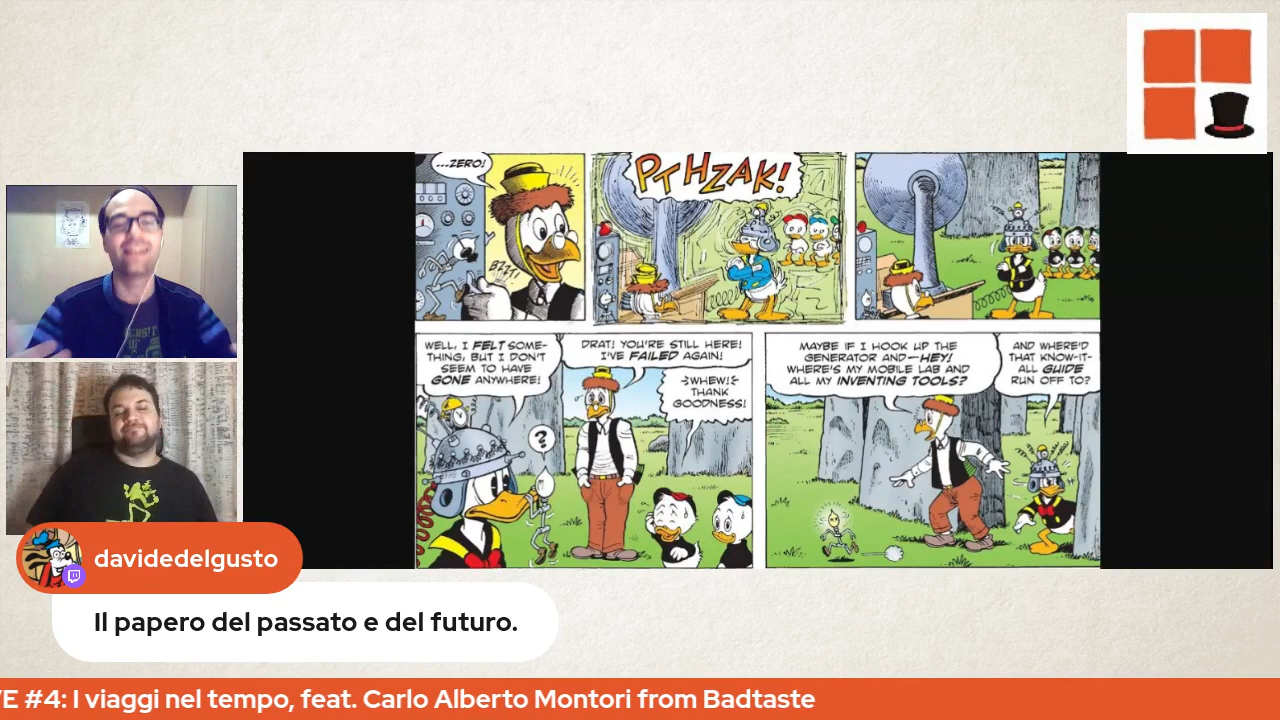 ...ZERO!
BZZT!
PTHZAK!
WELL, I FELT SOME-
THING, BUT I DON'T
SEEM TO HAVE
GONE ANYWHERE!
?
DRAT! YOU'RE STILL HERE!
I'VE FAILED AGAIN!
WHEW!
THANK
GOODNESS!
MAYBE IF I HOOK UP THE
GENERATOR AND—HEY!
WHERE'S MY MOBILE LAB AND
ALL MY INVENTING TOOLS?
AND WHERE'D
THAT KNOW-IT-
ALL GUIDE
RUN OFF TO?
davidedelgusto
Il papero del passato e del futuro.
E #4: I viaggi nel tempo, feat. Carlo Alberto Montori from Badtaste